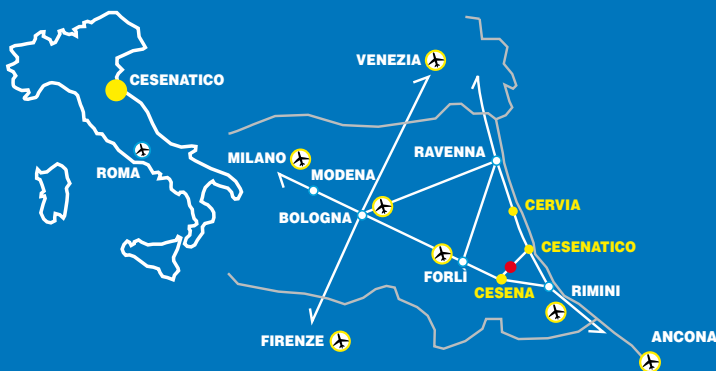 CESENATICO
ROMA
VENEZIA
MILANO
MODENA
RAVENNA
BOLOGNA
CERVIA
CESENATICO
FORLÌ
CESENA
RIMINI
FIRENZE
ANCONA